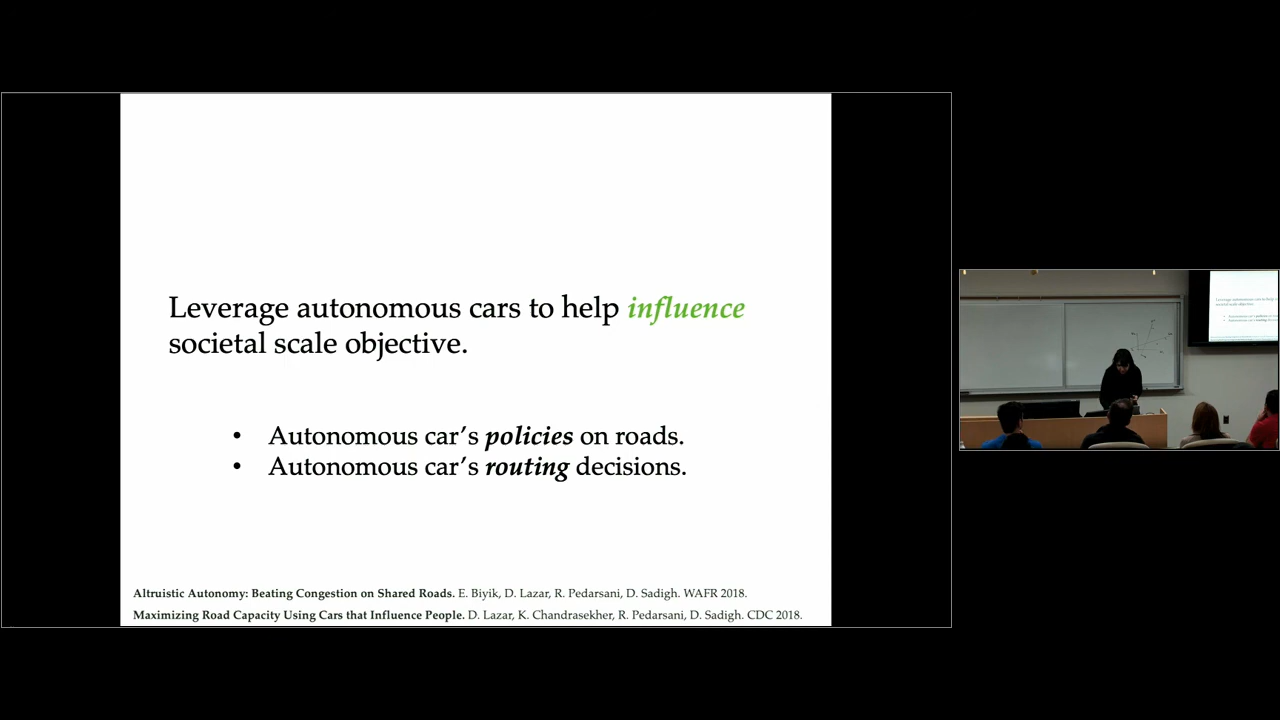 Leverage autonomous cars to help influence
societal scale objective.
• Autonomous car's policies on roads.
• Autonomous car's routing decisions.
Altruistic Autonomy: Beating Congestion on Shared Roads. E. Biyik, D. Lazar, R. Pedarsani, D. Sadigh. WAFR 2018.
Maximizing Road Capacity Using Cars that Influence People. D. Lazar, K. Chandrasekher, R. Pedarsani, D. Sadigh. CDC 2018.